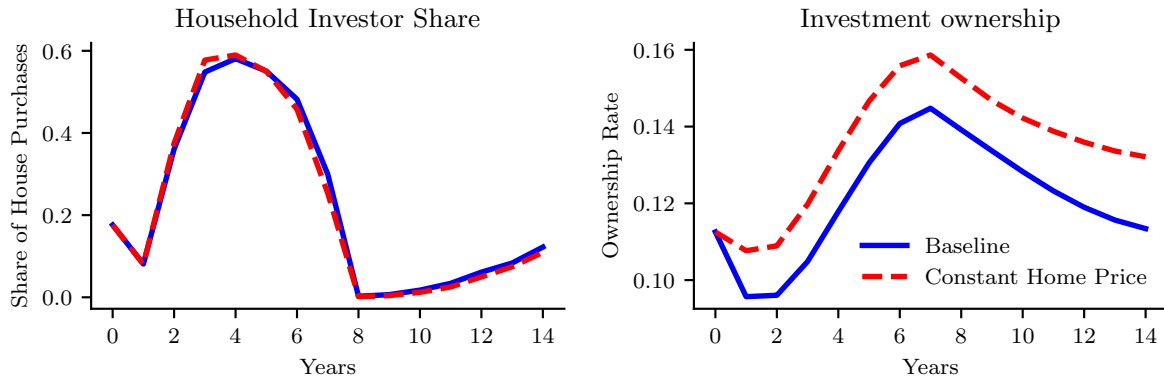 Household Investor Share
Share of House Purchases
0.6
0.4
0.2
0.0
0 2 4 6 8 10 12 14
Years
Investment ownership
Ownership Rate
0.16
0.14
0.12
0.10
Baseline
Constant Home Price
0 2 4 6 8 10 12 14
Years